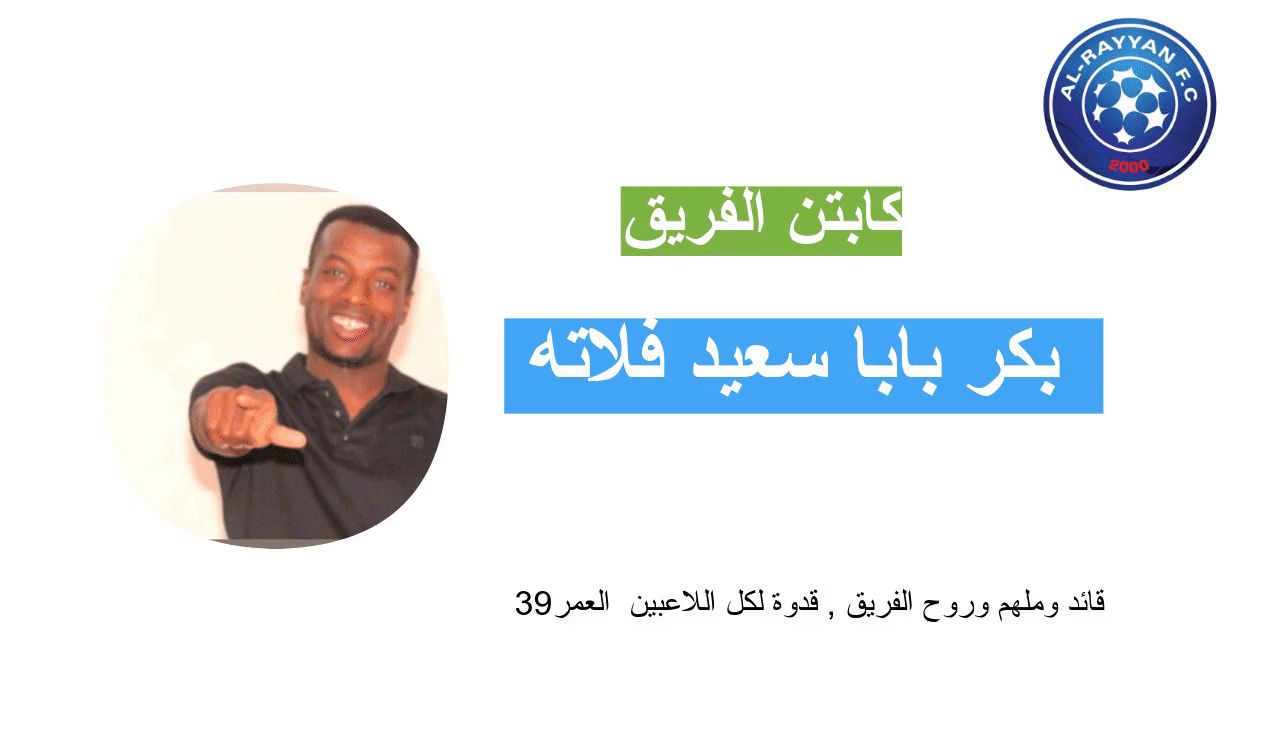 AL-RAYYAN F.C
2000
كابتن الفريق
بكر بابا سعيد فلاته
قائد وملهم وروح الفريق , قدوة لكل اللاعبين العمر39